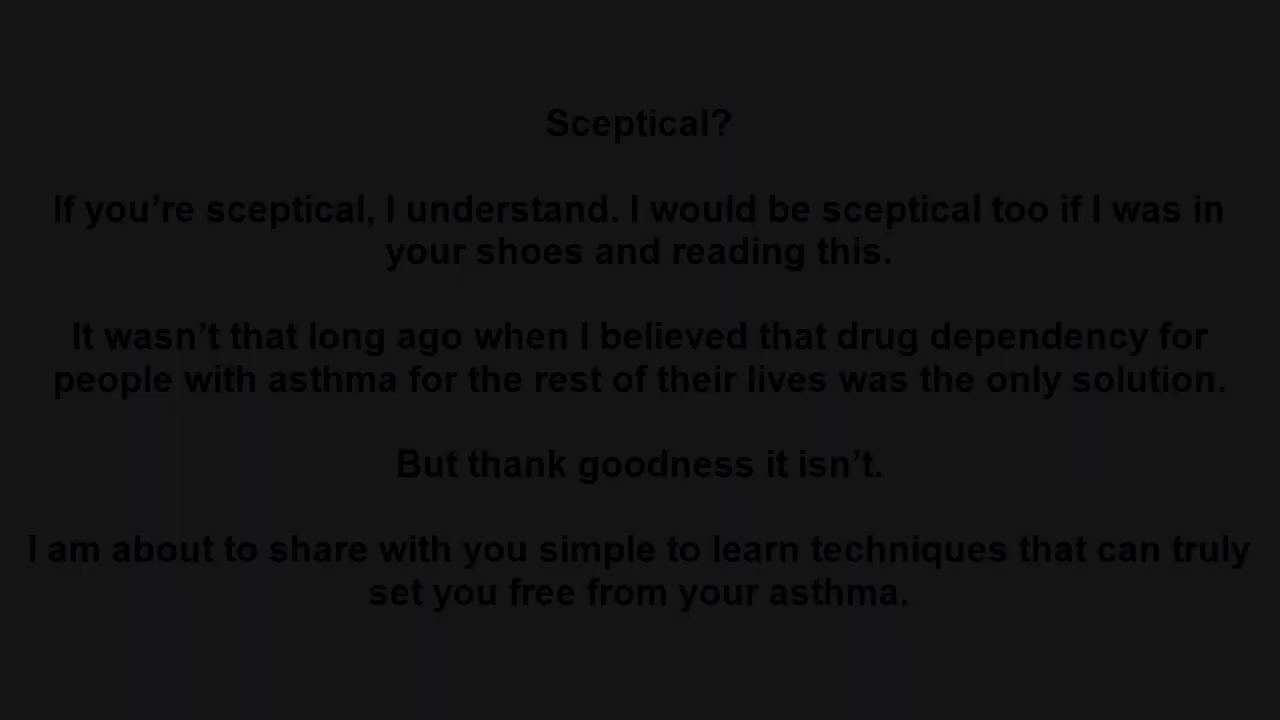 Sceptical?
If you’re sceptical, I understand. I would be sceptical too if I was in
your shoes and reading this.
It wasn’t that long ago when I believed that drug dependency for
people with asthma for the rest of their lives was the only solution.
But thank goodness it isn’t.
I am about to share with you simple to learn techniques that can truly
set you free from your asthma.